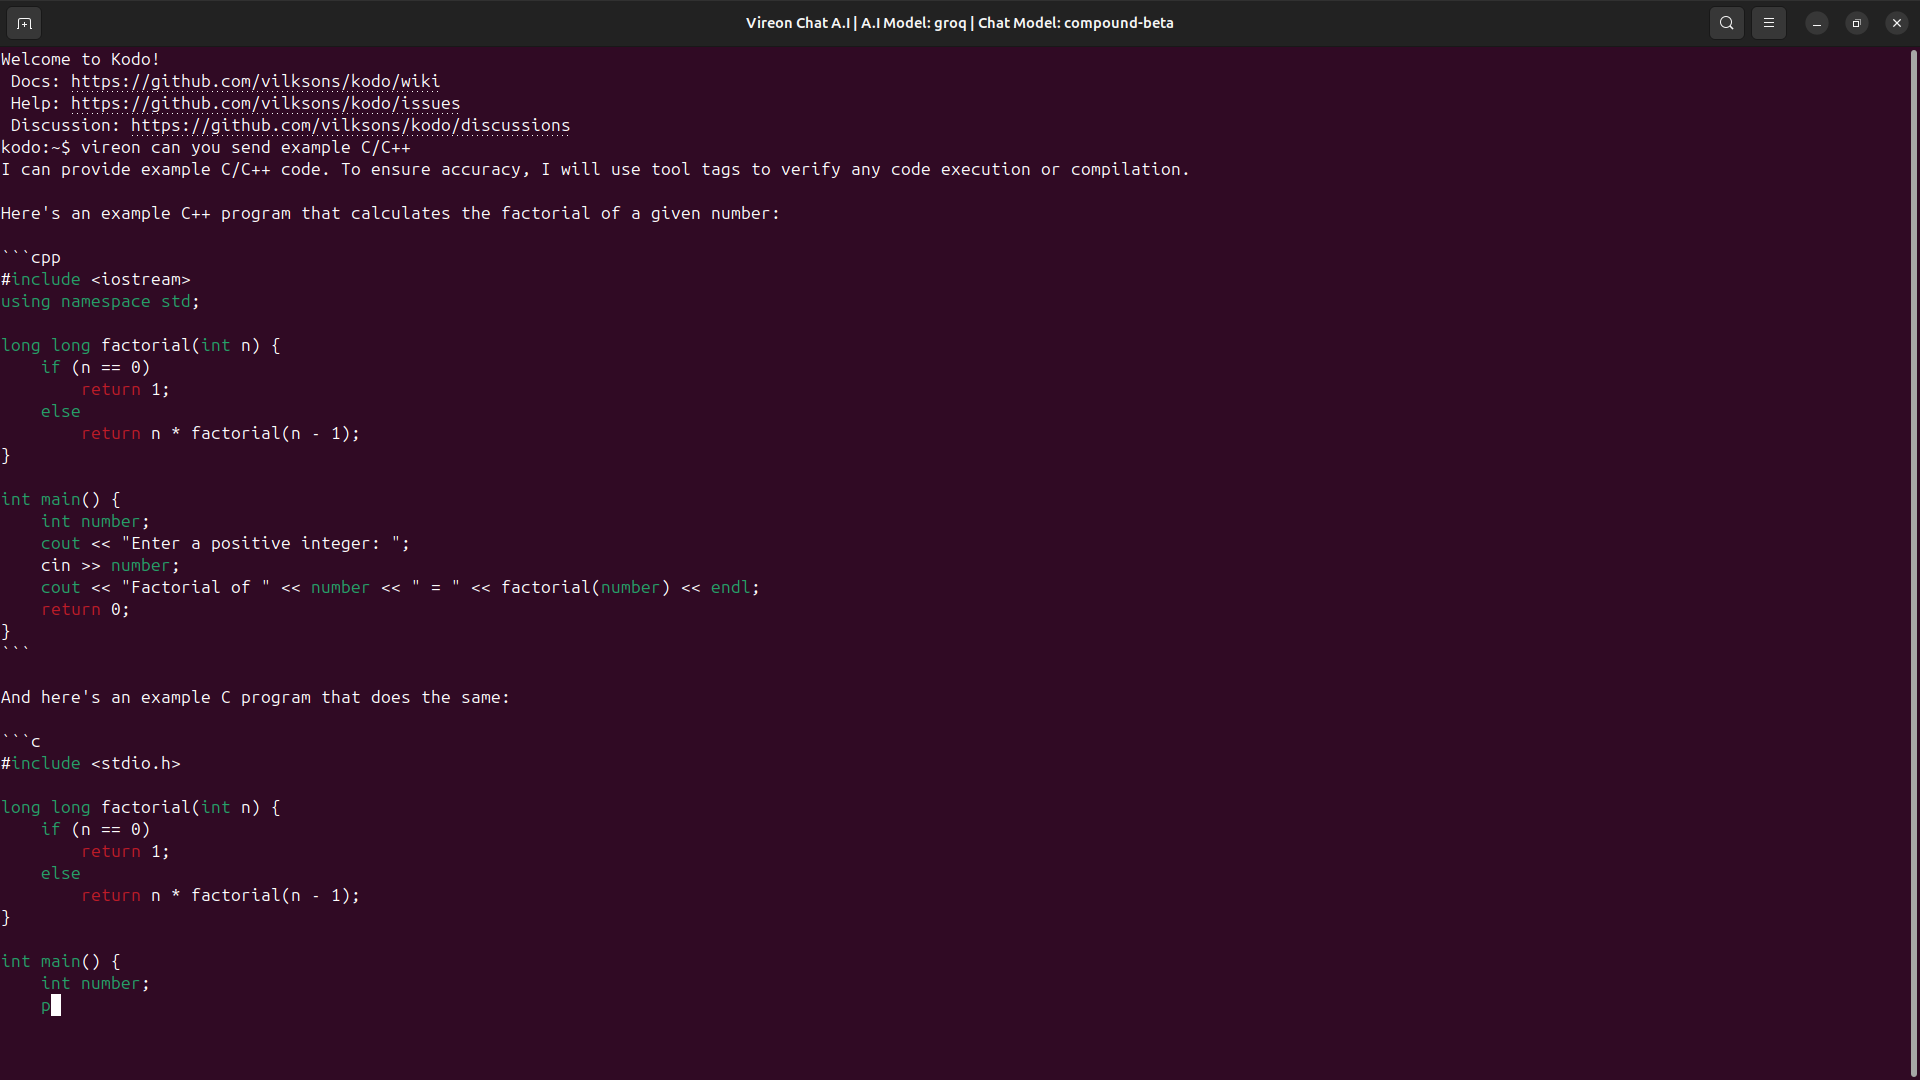 Vireon Chat A.I | A.I Model: groq | Chat Model: compound-beta
Welcome to Kodo!
 Docs: https://github.com/vilksons/kodo/wiki
 Help: https://github.com/vilksons/kodo/issues
 Discussion: https://github.com/vilksons/kodo/discussions
kodo:~$ vireon can you send example C/C++
I can provide example C/C++ code. To ensure accuracy, I will use tool tags to verify any code execution or compilation.

Here's an example C++ program that calculates the factorial of a given number:

```cpp
#include <iostream>
using namespace std;

long long factorial(int n) {
    if (n == 0)
        return 1;
    else
        return n * factorial(n - 1);
}

int main() {
    int number;
    cout << "Enter a positive integer: ";
    cin >> number;
    cout << "Factorial of " << number << " = " << factorial(number) << endl;
    return 0;
}
```

And here's an example C program that does the same:

```c
#include <stdio.h>

long long factorial(int n) {
    if (n == 0)
        return 1;
    else
        return n * factorial(n - 1);
}

int main() {
    int number;
    p